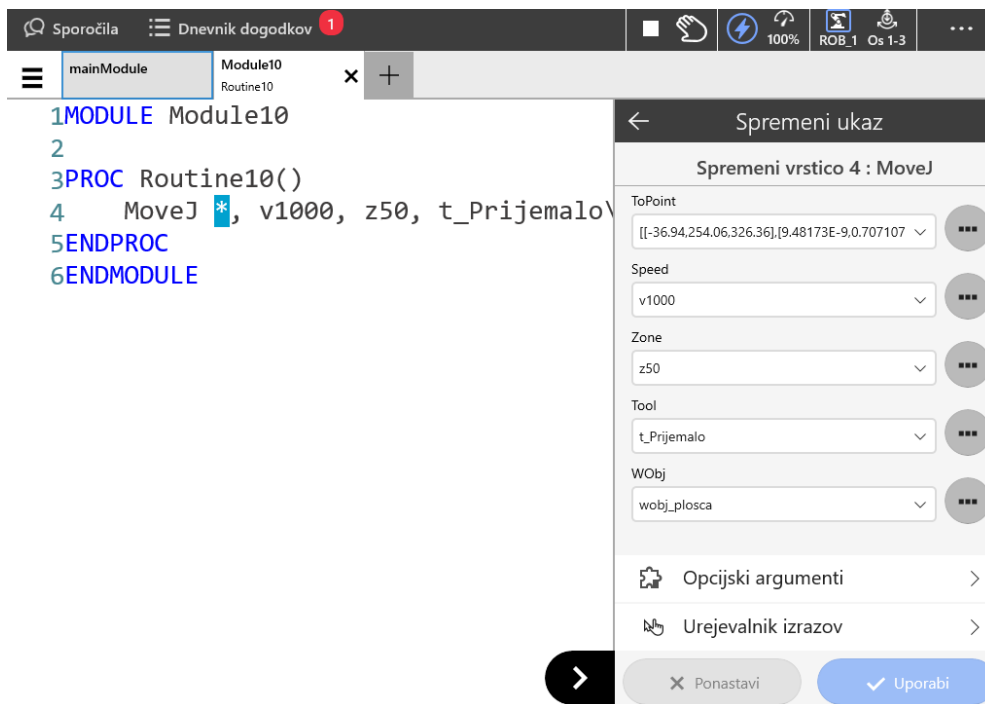 Sporočila Dnevnik dogodkov 1 100% ROB_1 Os 1-3
mainModule
Module10
Routine10
1MODULE Module10
2
3PROC Routine10()
4 MoveJ *, v1000, z50, t_Prijemalo\
5ENDPROC
6ENDMODULE
Spremeni ukaz
Spremeni vrstico 4 : MoveJ
ToPoint
[[-36.94,254.06,326.36],[9.48173E-9,0.707107
Speed
v1000
Zone
z50
Tool
t_Prijemalo
WObj
wobj_plosca
Opcijski argumenti
Urejevalnik izrazov
Ponastavi Uporabi